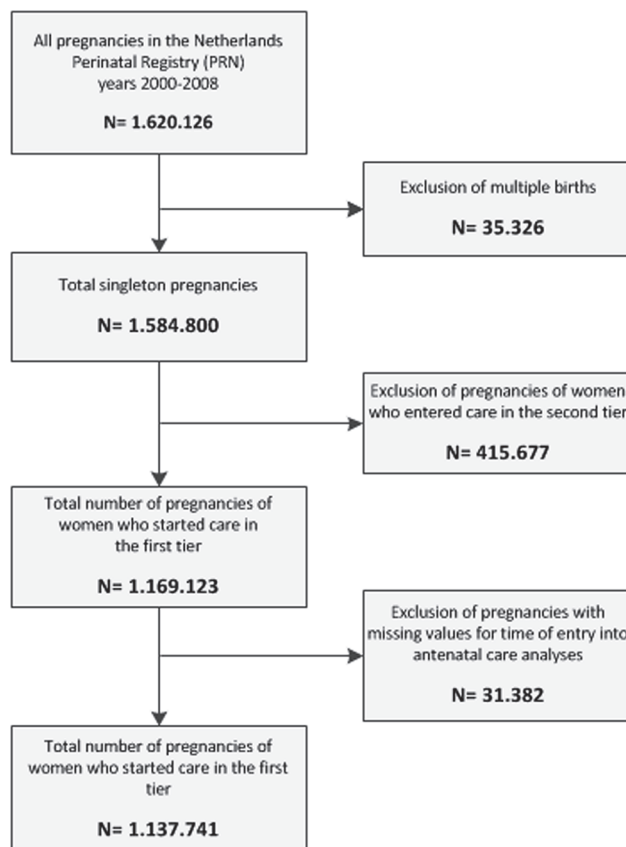 All pregnancies in the Netherlands
Perinatal Registry (PRN)
years 2000-2008
N= 1.620.126
Exclusion of multiple births
N= 35.326
Total singleton pregnancies
N= 1.584.800
Exclusion of pregnancies of women
who entered care in the second tier
N= 415.677
Total number of pregnancies of
women who started care in
the first tier
N= 1.169.123
Exclusion of pregnancies with
missing values for time of entry into
antenatal care analyses
N= 31.382
Total number of pregnancies of
women who started care in the first
tier
N= 1.137.741